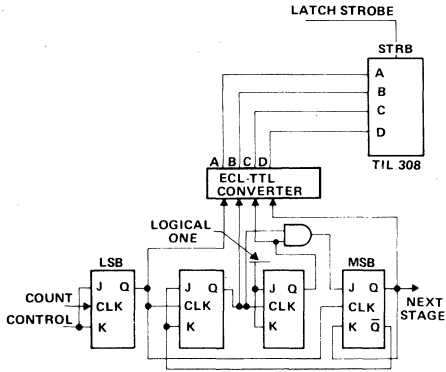 LATCH STROBE
STRB
A
B
C
D
TIL 308
A B C D
ECL-TTL
CONVERTER
LOGICAL
ONE
LSB
MSB
J Q
CLK
K
J Q
CLK
K
J Q
CLK
K
J Q
CLK
K Q̅
COUNT
CONTROL
NEXT
STAGE